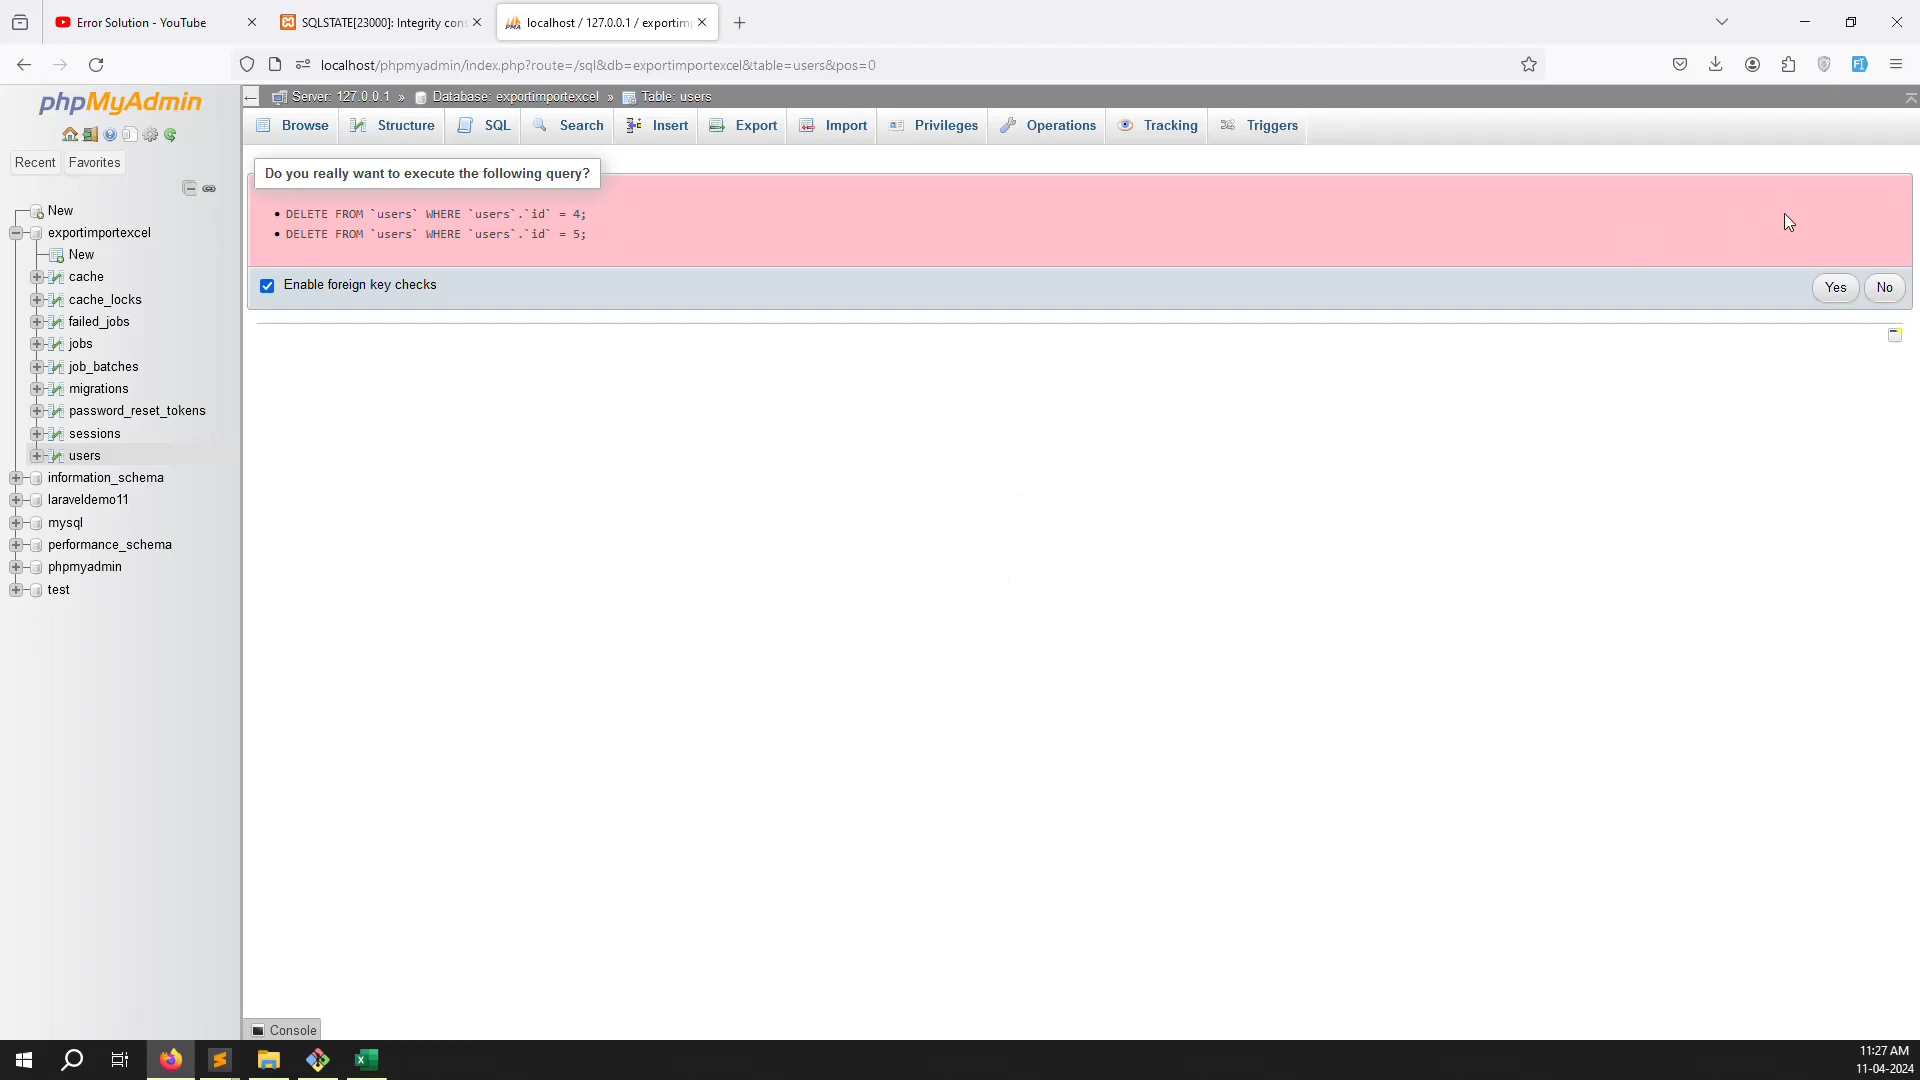 Error Solution - YouTube
SQLSTATE[23000]: Integrity cons
localhost / 127.0.0.1 / exportim
localhost/phpmyadmin/index.php?route=/sql&db=exportimportexcel&table=users&pos=0
phpMyAdmin
Recent
Favorites
New
exportimportexcel
New
cache
cache_locks
failed_jobs
jobs
job_batches
migrations
password_reset_tokens
sessions
users
information_schema
laraveldemo11
mysql
performance_schema
phpmyadmin
test
Server: 127.0.0.1 » Database: exportimportexcel » Table: users
Browse
Structure
SQL
Search
Insert
Export
Import
Privileges
Operations
Tracking
Triggers
Do you really want to execute the following query?
DELETE FROM `users` WHERE `users`.`id` = 4;
DELETE FROM `users` WHERE `users`.`id` = 5;
Enable foreign key checks
Yes
No
Console
11:27 AM
11-04-2024